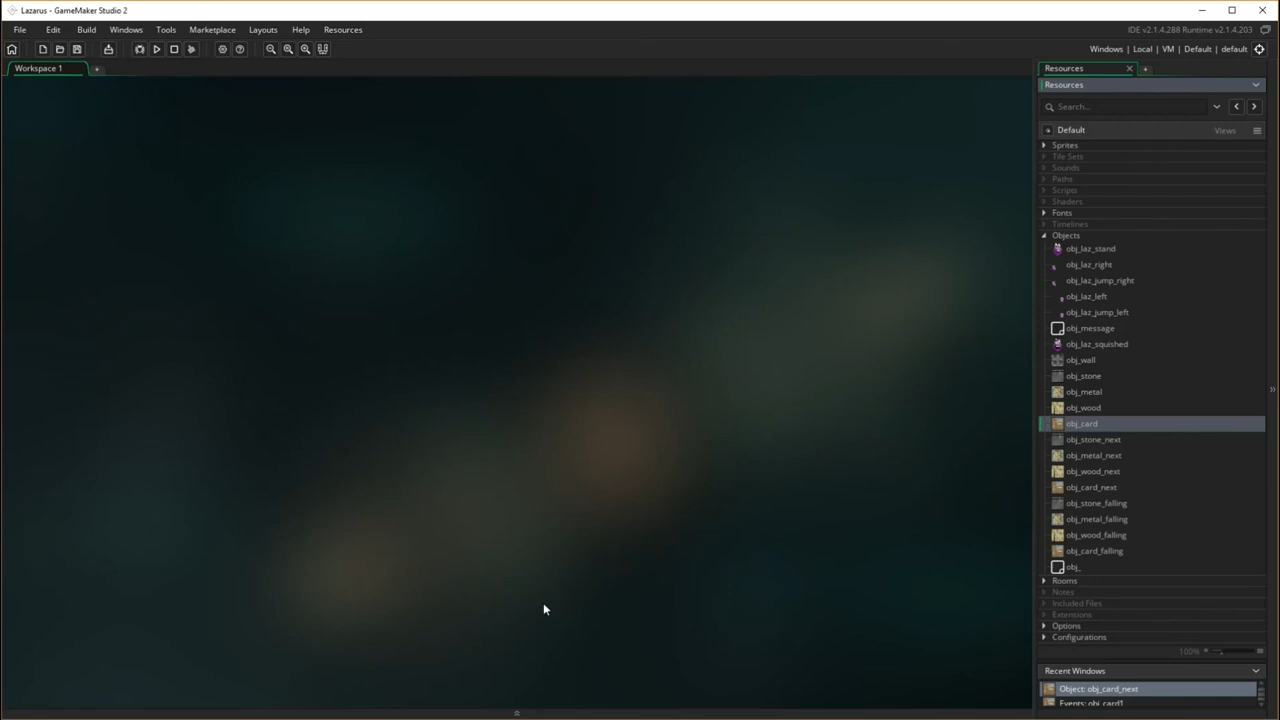 Lazarus - GameMaker Studio 2
File Edit Build Windows Tools Marketplace Layouts Help Resources
IDE v2.1.4.288 Runtime v2.1.4.203
Windows | Local | VM | Default | default
Workspace 1
Resources
Resources
Search...
Default
Views
Sprites
Tile Sets
Sounds
Paths
Scripts
Shaders
Fonts
Timelines
Objects
obj_laz_stand
obj_laz_right
obj_laz_jump_right
obj_laz_left
obj_laz_jump_left
obj_message
obj_laz_squished
obj_wall
obj_stone
obj_metal
obj_wood
obj_card
obj_stone_next
obj_metal_next
obj_wood_next
obj_card_next
obj_stone_falling
obj_metal_falling
obj_wood_falling
obj_card_falling
obj_
Rooms
Notes
Included Files
Extensions
Options
Configurations
100%
Recent Windows
Object: obj_card_next
Events: obj_card1